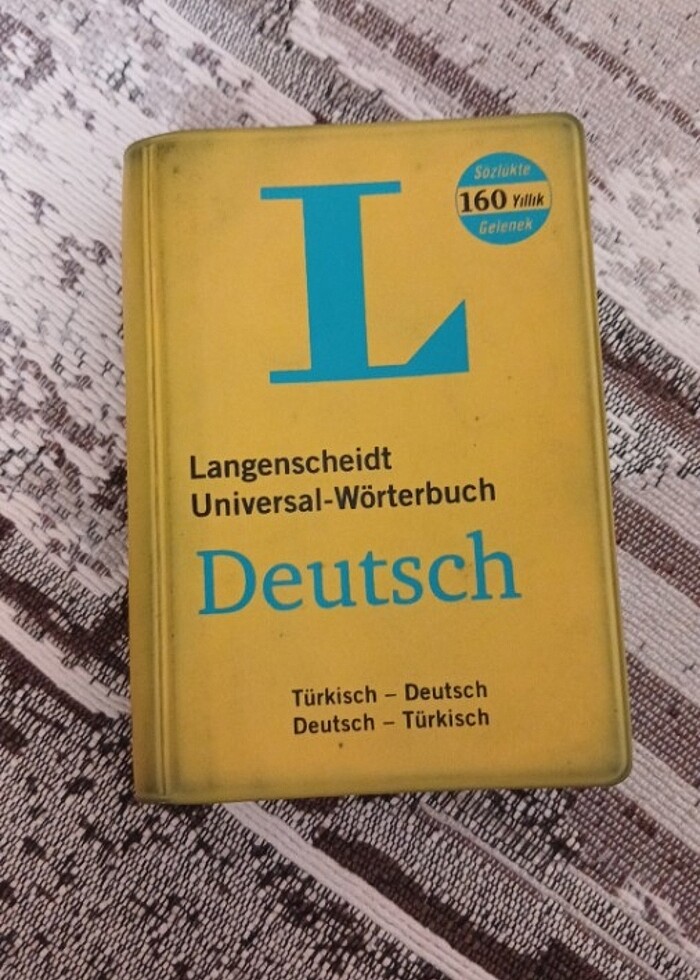 L
Sözlükte
160 Yıllık
Gelenek
Langenscheidt
Universal-Wörterbuch
Deutsch
Türkisch – Deutsch
Deutsch – Türkisch